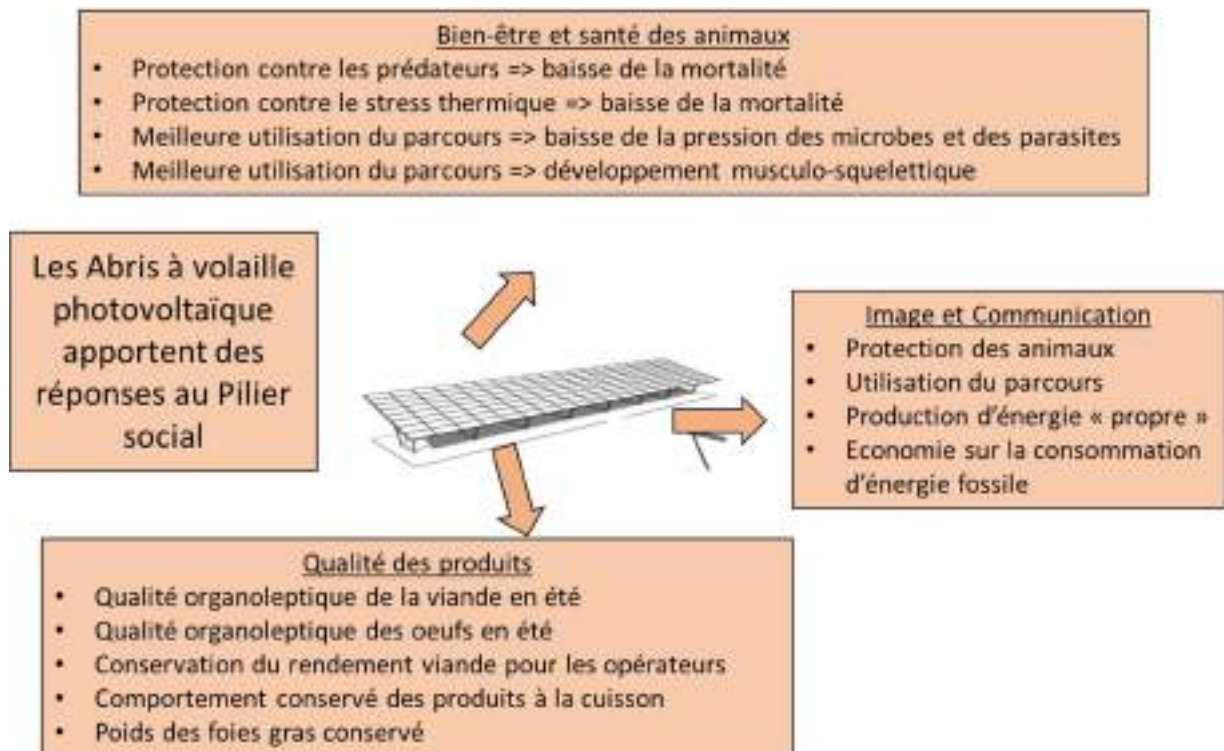 Bien-être et santé des animaux
• Protection contre les prédateurs => baisse de la mortalité
• Protection contre le stress thermique => baisse de la mortalité
• Meilleure utilisation du parcours => baisse de la pression des microbes et des parasites
• Meilleure utilisation du parcours => développement musculo-squelettique
Les Abris à volaille
photovoltaïque
apportent des
réponses au Pilier
social
Image et Communication
• Protection des animaux
• Utilisation du parcours
• Production d'énergie « propre »
• Economie sur la consommation
d'énergie fossile
Qualité des produits
• Qualité organoleptique de la viande en été
• Qualité organoleptique des oeufs en été
• Conservation du rendement viande pour les opérateurs
• Comportement conservé des produits à la cuisson
• Poids des foies gras conservé